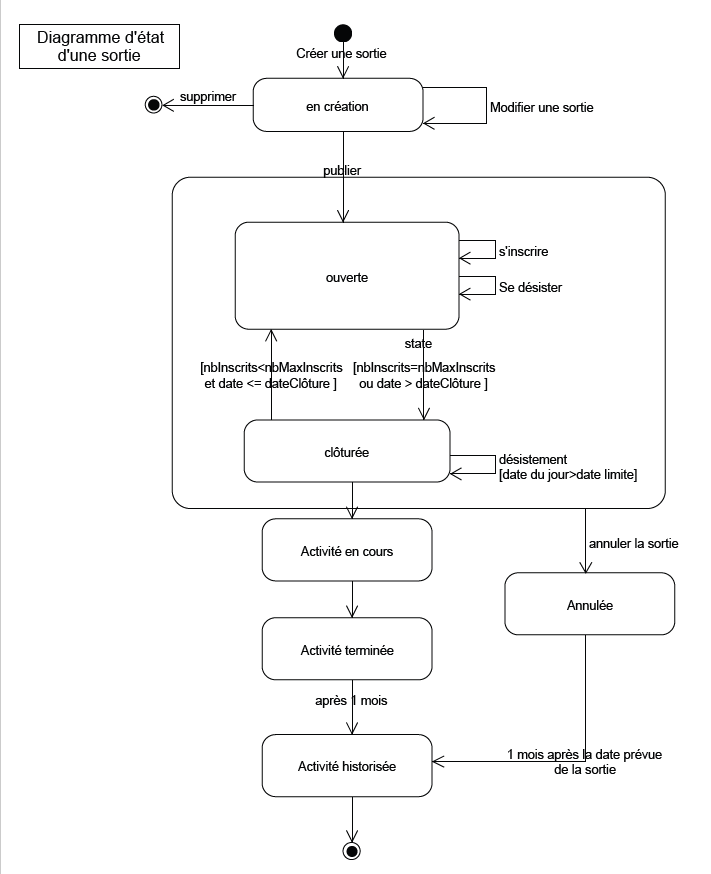 Diagramme d'état
d'une sortie
Créer une sortie
supprimer
en création
Modifier une sortie
publier
s'inscrire
ouverte
Se désister
state
[nbInscrits<nbMaxInscrits
et date <= dateClôture ]
[nbInscrits=nbMaxInscrits
ou date > dateClôture ]
clôturée
désistement
[date du jour>date limite]
annuler la sortie
Activité en cours
Annulée
Activité terminée
après 1 mois
1 mois après la date prévue
de la sortie
Activité historisée